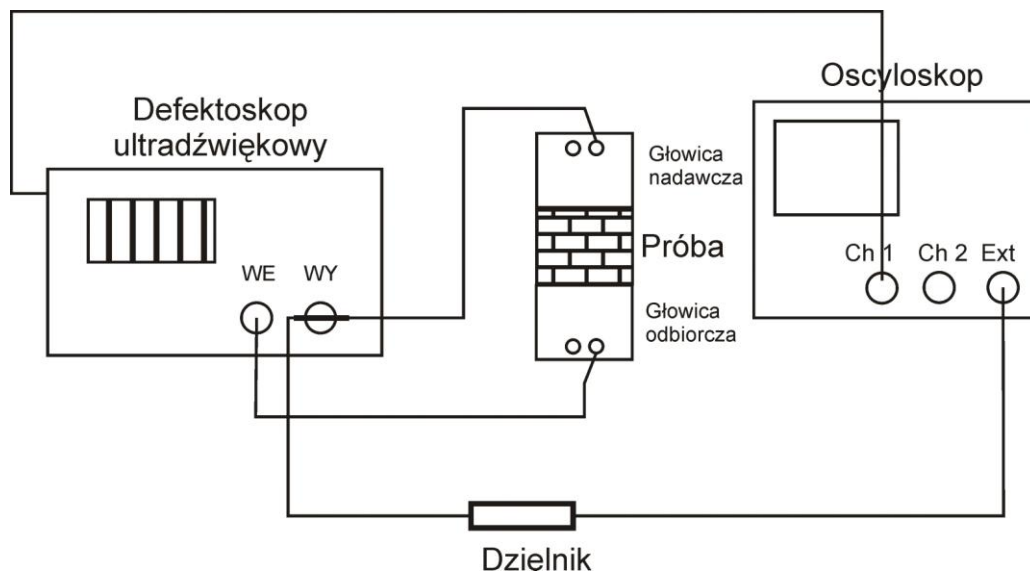 Oscyloskop
Defektoskop
ultradźwiękowy
Głowica
nadawcza
Próba
Ch 1 Ch 2 Ext
WE WY
Głowica
odbiorcza
Dzielnik